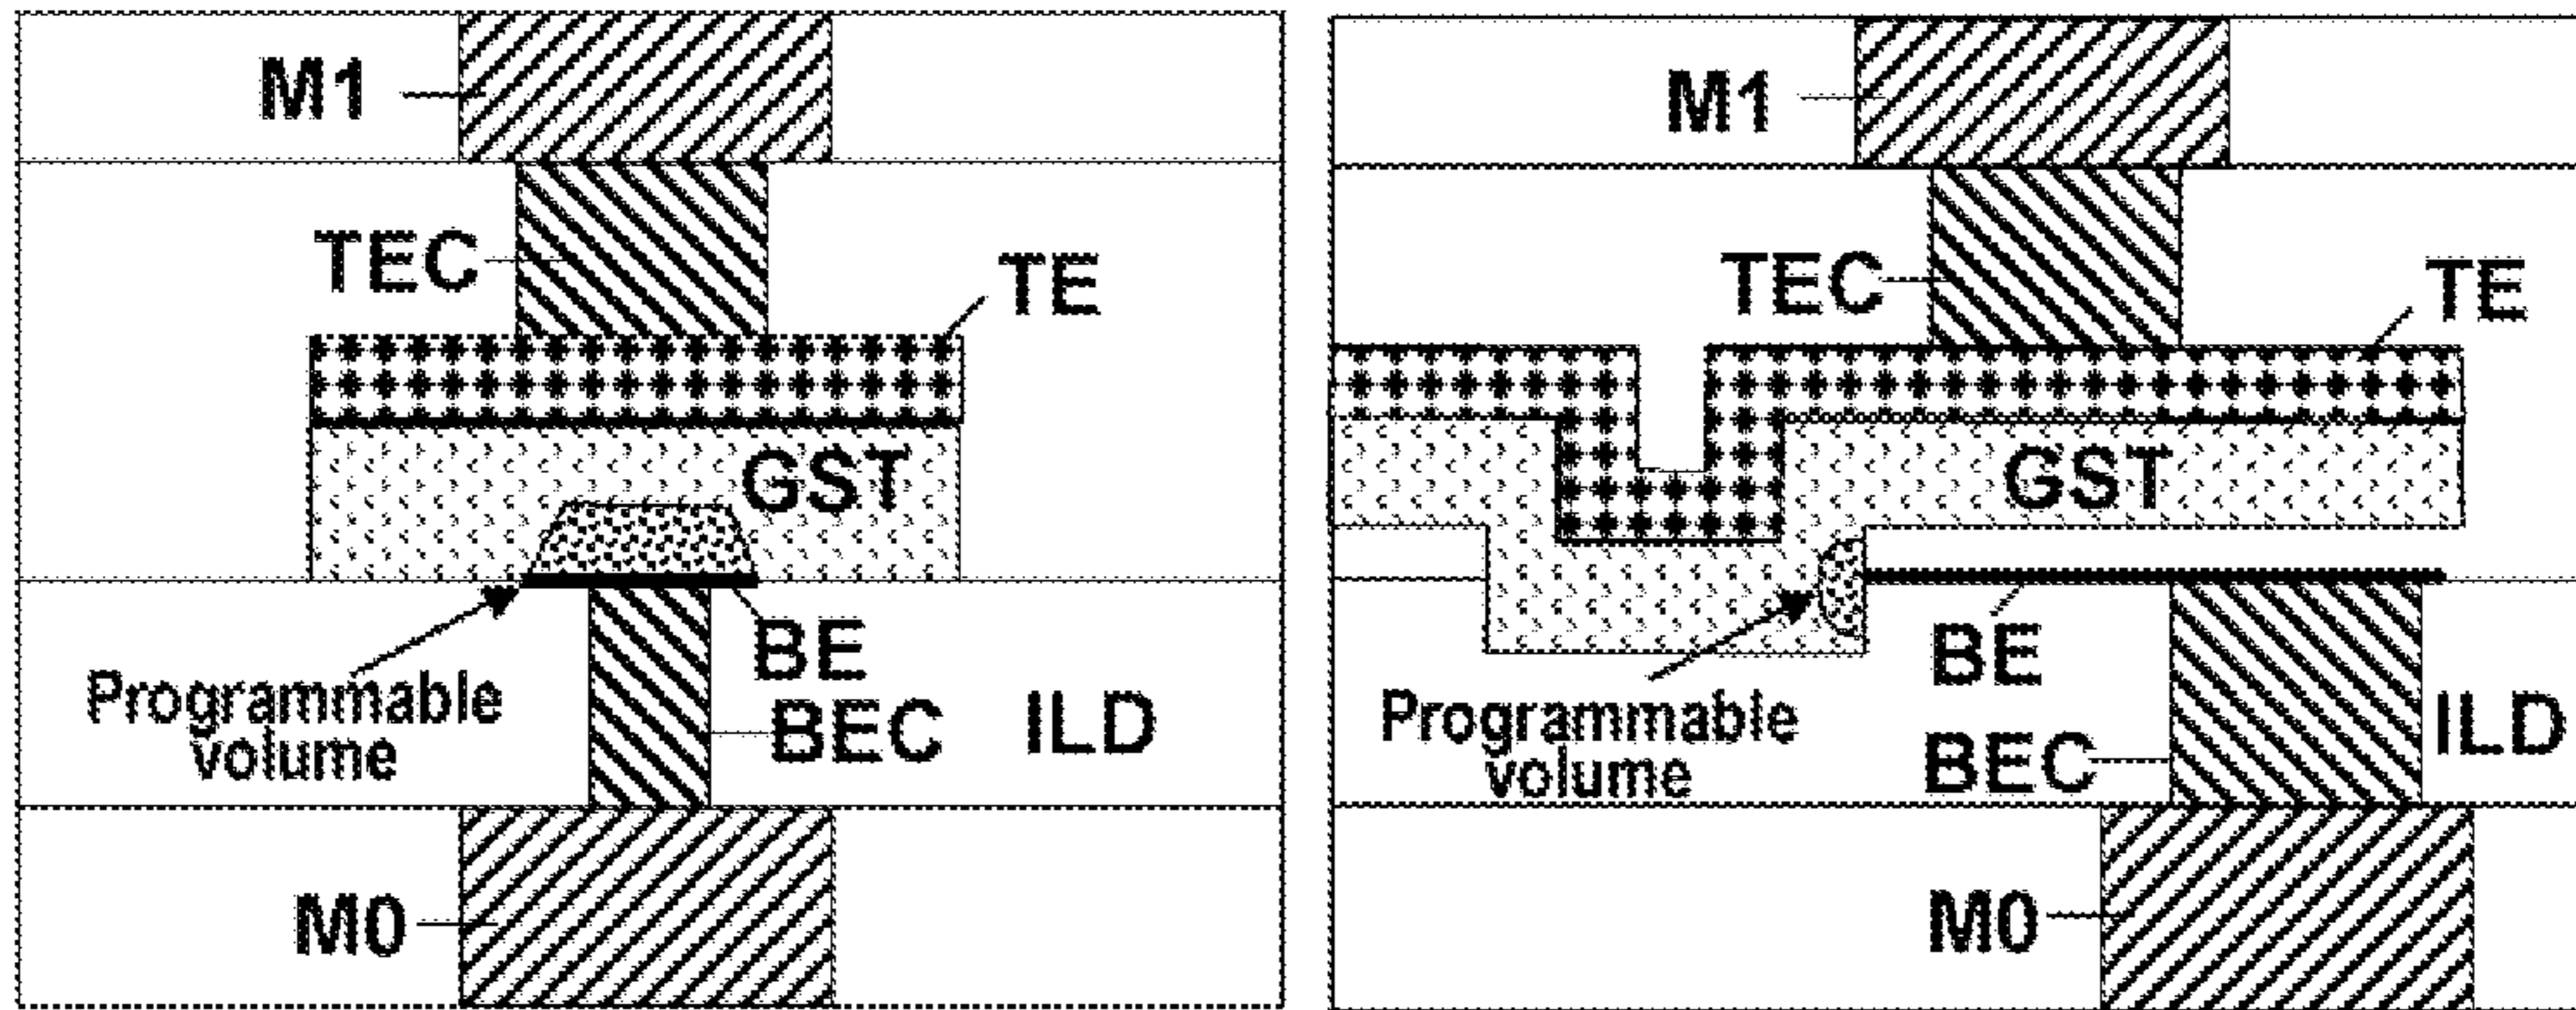 M1
TEC
TE
GST
BE
Programmable
volume
BEC
ILD
M0
M1
TEC
TE
GST
BE
Programmable
volume
BEC
ILD
M0